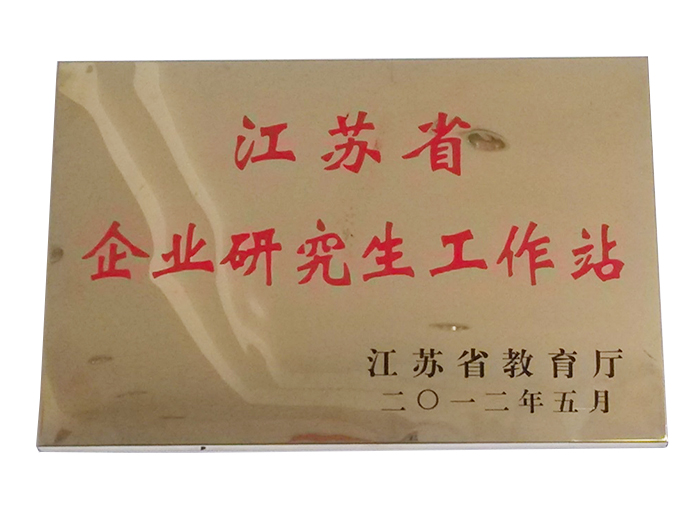 江苏省
企业研究生工作站
江苏省教育厅
二〇一二年五月